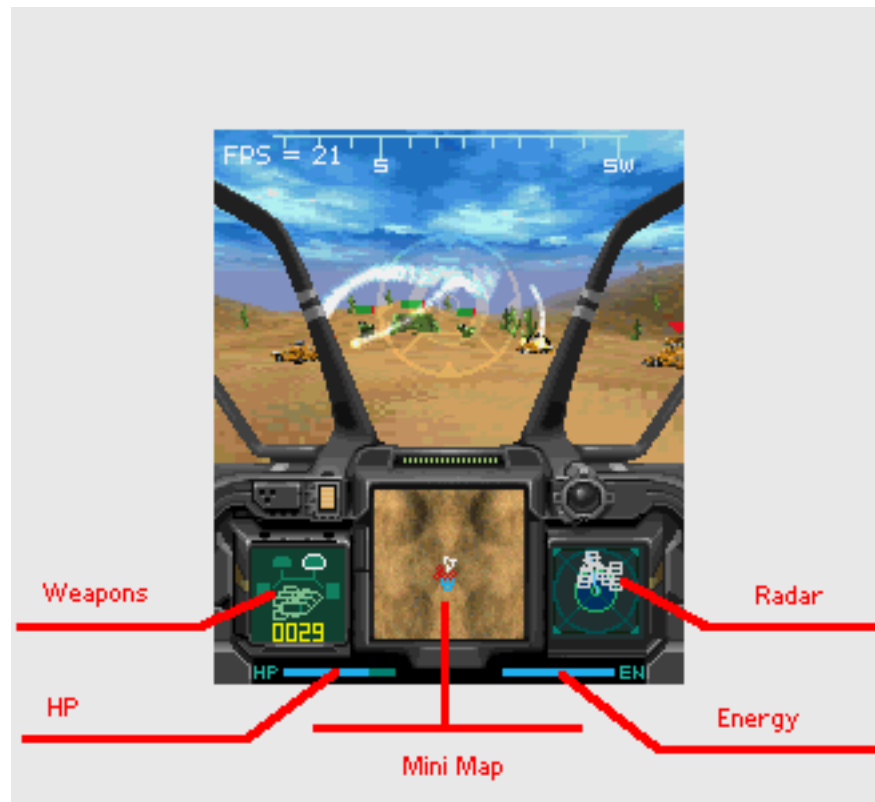 FPS = 21
S
SW
Weapons
Radar
0029
HP
EN
HP
Energy
Mini Map